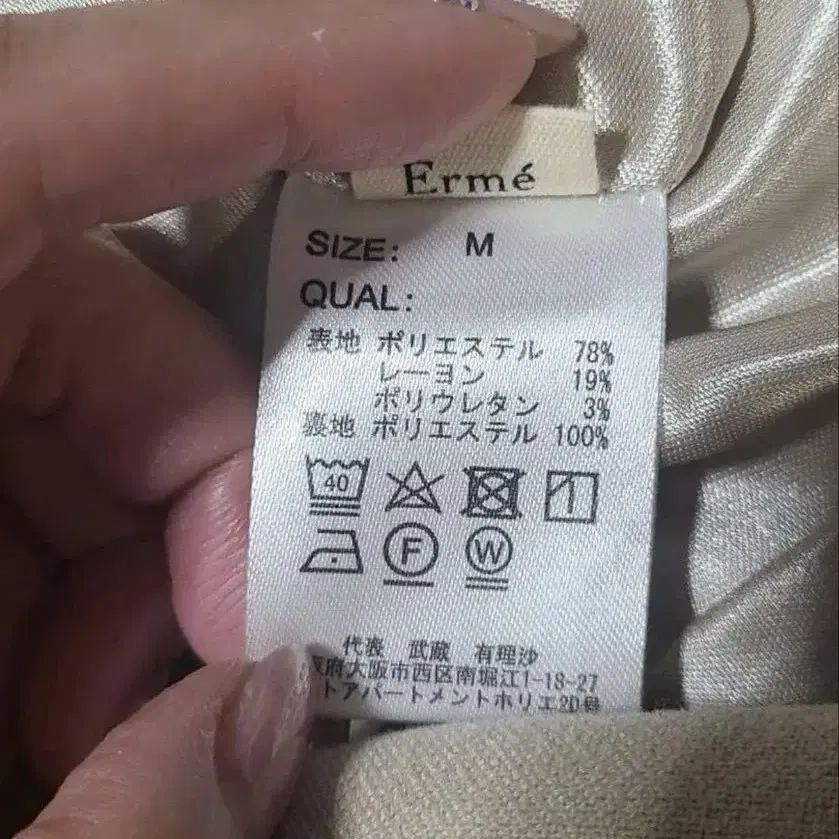 Ermé
SIZE: M
QUAL:
表地 ポリエステル 78%
レーヨン 19%
ポリウレタン 3%
裏地 ポリエステル 100%
40
F W
代表 武蔵 有理沙
府大阪市西区南堀江1-18-27
トアパートメントホリエ2D号